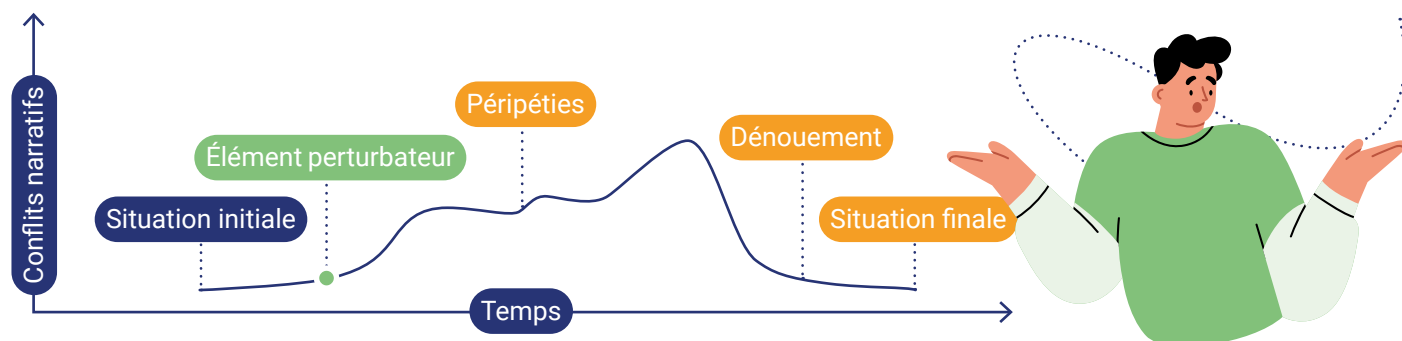 Conflits narratifs
Situation initiale
Élément perturbateur
Péripéties
Dénouement
Situation finale
Temps